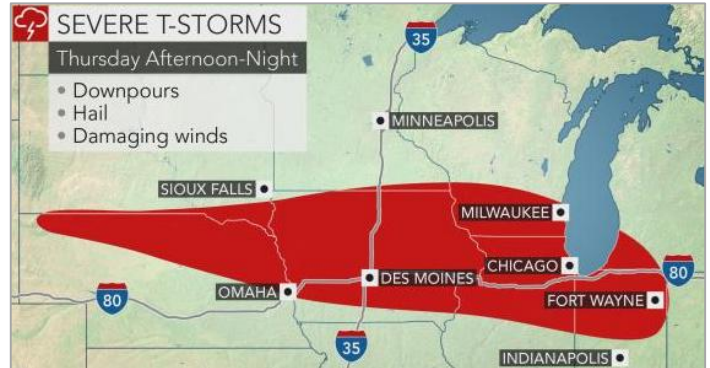 SEVERE T-STORMS
Thursday Afternoon-Night
• Downpours
• Hail
• Damaging winds
35
MINNEAPOLIS
SIOUX FALLS
MILWAUKEE
CHICAGO
80
DES MOINES
OMAHA
80
FORT WAYNE
35
INDIANAPOLIS